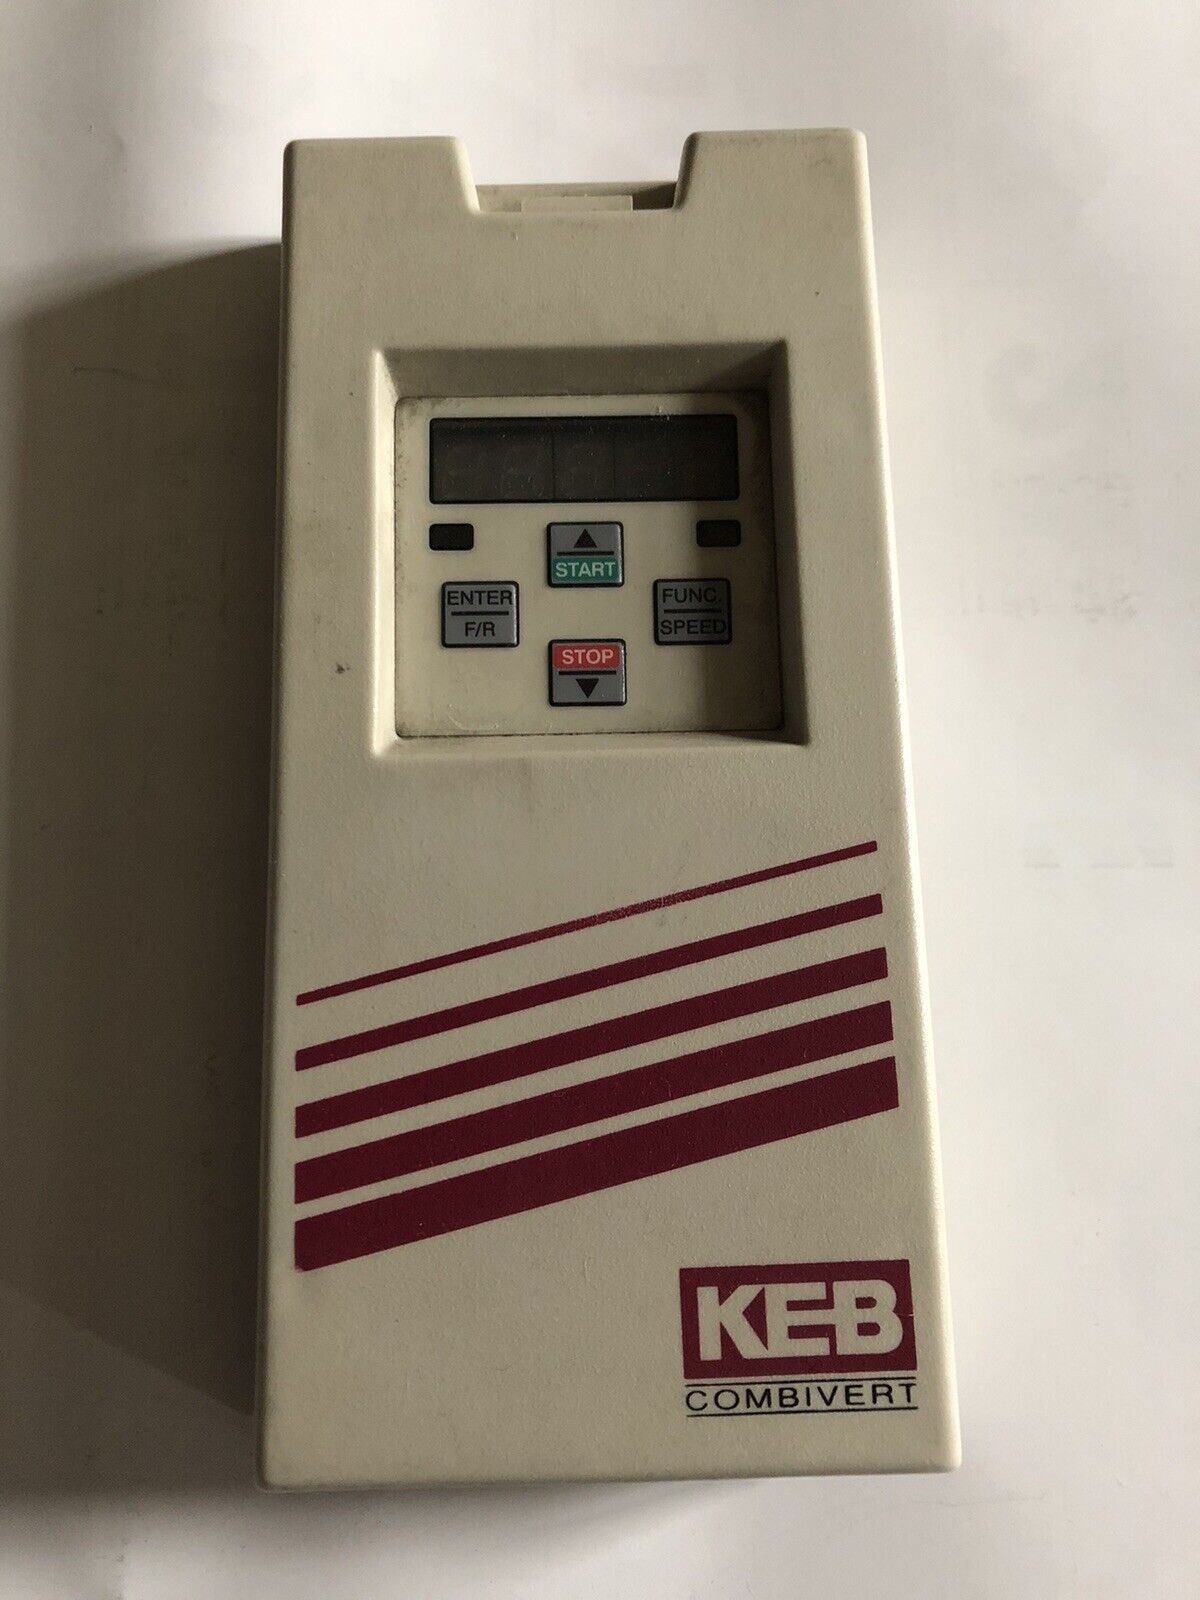 ▲
START
ENTER
F/R
FUNC.
SPEED
STOP
▼
KEB
COMBIVERT